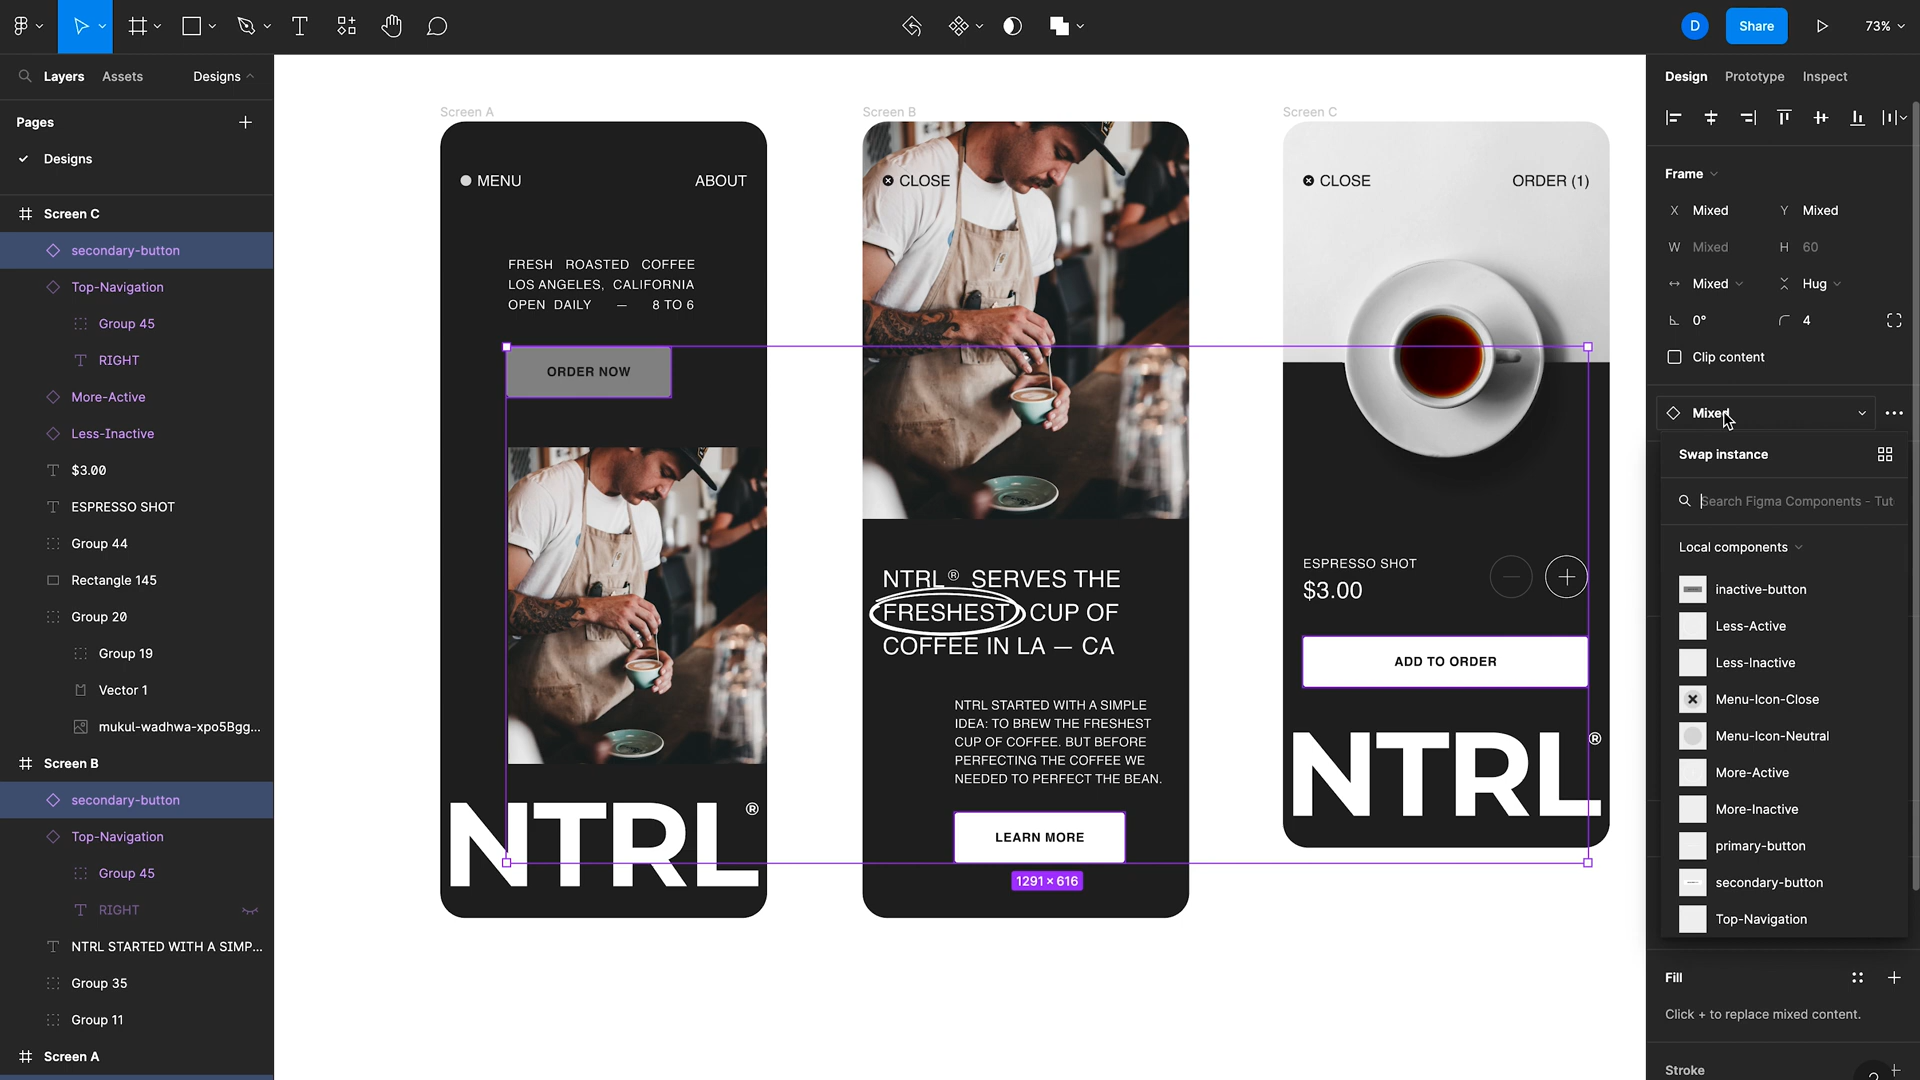 D
Share
73%
Layers
Assets
Designs
Pages
Designs
Screen C
secondary-button
Top-Navigation
Group 45
RIGHT
More-Active
Less-Inactive
$3.00
ESPRESSO SHOT
Group 44
Rectangle 145
Group 20
Group 19
Vector 1
mukul-wadhwa-xpo5Bgg...
Screen B
secondary-button
Top-Navigation
Group 45
RIGHT
NTRL STARTED WITH A SIMP...
Group 35
Group 11
Screen A
Screen A
MENU
ABOUT
FRESH ROASTED COFFEE
LOS ANGELES, CALIFORNIA
OPEN DAILY — 8 TO 6
ORDER NOW
NTRL®
Screen B
CLOSE
NTRL® SERVES THE
FRESHEST CUP OF
COFFEE IN LA — CA
NTRL STARTED WITH A SIMPLE
IDEA: TO BREW THE FRESHEST
CUP OF COFFEE. BUT BEFORE
PERFECTING THE COFFEE WE
NEEDED TO PERFECT THE BEAN.
LEARN MORE
1291 × 616
Screen C
CLOSE
ORDER (1)
ESPRESSO SHOT
$3.00
ADD TO ORDER
NTRL®
Design
Prototype
Inspect
Frame
X Mixed
Y Mixed
W Mixed
H 60
Mixed
Hug
0°
4
Clip content
Mixed
Swap instance
Search Figma Components - Tut
Local components
inactive-button
Less-Active
Less-Inactive
Menu-Icon-Close
Menu-Icon-Neutral
More-Active
More-Inactive
primary-button
secondary-button
Top-Navigation
Fill
Click + to replace mixed content.
Stroke